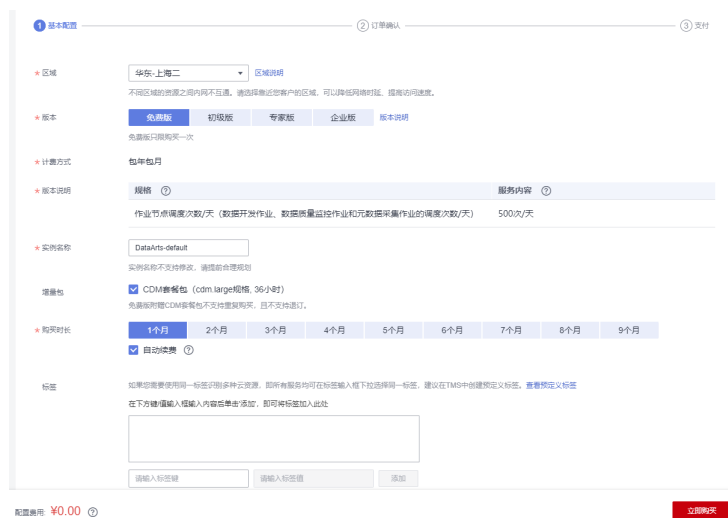 1 基本配置 2 订单确认 3 支付
* 区域 华东-上海二 区域说明
不同区域的资源之间内网不互通。请选择靠近您客户的区域，可以降低网络时延、提高访问速度。
* 版本 免费版 初级版 专家版 企业版 版本说明
免费版只限购买一次
* 计费方式 包年包月
* 版本说明 规格 ? 服务内容 ?
作业节点调度次数/天（数据开发作业、数据质量监控作业和元数据采集作业的调度次数/天） 500次/天
* 实例名称 DataArts-default
实例名称不支持修改，请提前合理规划
增量包 CDM套餐包（cdm.large规格, 36小时）
免费版附赠CDM套餐包不支持重复购买，且不支持退订。
* 购买时长 1个月 2个月 3个月 4个月 5个月 6个月 7个月 8个月 9个月
自动续费 ?
标签 如果您需要使用同一标签识别多种云资源，即所有服务均可在标签输入框下拉选择同一标签，建议在TMS中创建预定义标签。查看预定义标签
在下方键/值输入框输入内容后单击'添加'，即可将标签加入此处
请输入标签键 请输入标签值 添加
配置费用: ¥0.00 ? 立即购买